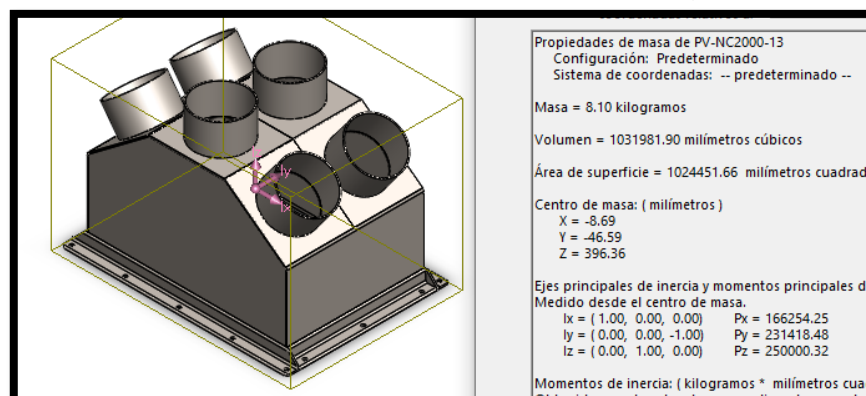 Propiedades de masa de PV-NC2000-13
Configuración: Predeterminado
Sistema de coordenadas: -- predeterminado --
Masa = 8.10 kilogramos
Volumen = 1031981.90 milímetros cúbicos
Área de superficie = 1024451.66 milímetros cuadrad
Centro de masa: ( milímetros )
X = -8.69
Y = -46.59
Z = 396.36
Ejes principales de inercia y momentos principales d
Medido desde el centro de masa.
Ix = ( 1.00, 0.00, 0.00) Px = 166254.25
Iy = ( 0.00, 0.00, -1.00) Py = 231418.48
Iz = ( 0.00, 1.00, 0.00) Pz = 250000.32
Momentos de inercia: ( kilogramos * milímetros cua
Iy
Ix